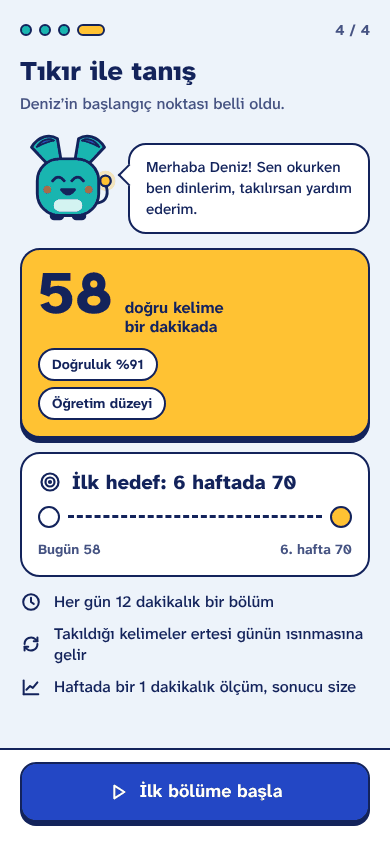 4 / 4
Tıkır ile tanış
Deniz’in başlangıç noktası belli oldu.
Merhaba Deniz! Sen okurken
ben dinlerim, takılırsan yardım
ederim.
58
doğru kelime
bir dakikada
Doğruluk %91
Öğretim düzeyi
İlk hedef: 6 haftada 70
Bugün 58
6. hafta 70
Her gün 12 dakikalık bir bölüm
Takıldığı kelimeler ertesi günün ısınmasına
gelir
Haftada bir 1 dakikalık ölçüm, sonucu size
İlk bölüme başla